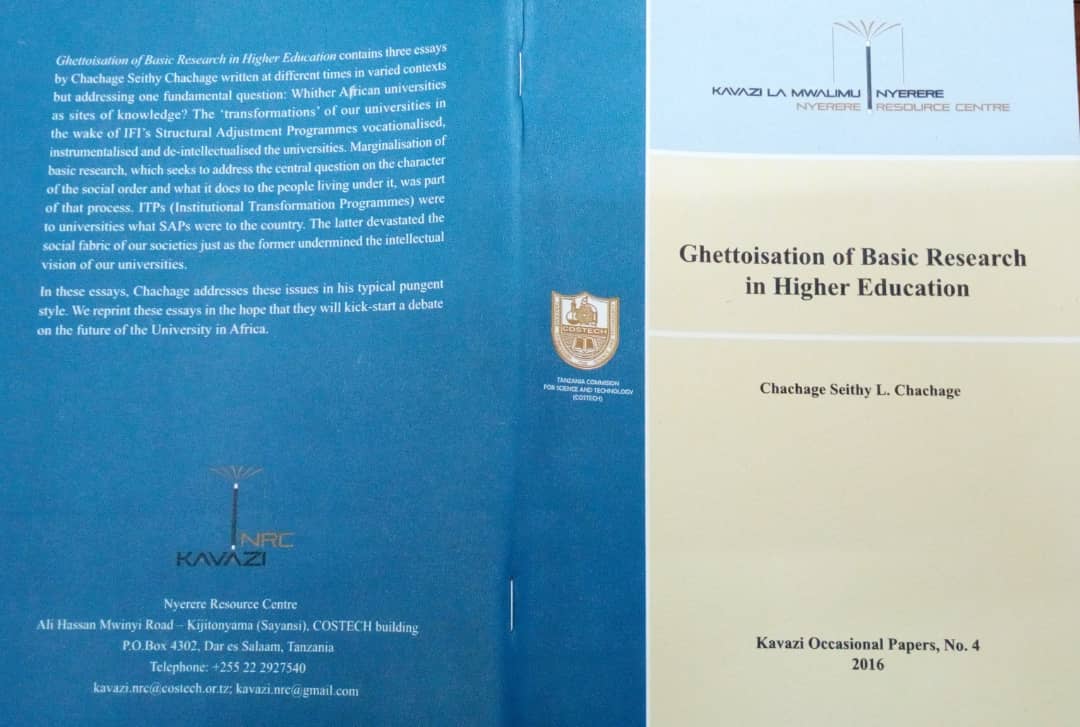 Ghettoisation of Basic Research in Higher Education contains three essays
by Chachage Seithy Chachage written at different times in varied contexts
but addressing one fundamental question: Whither African universities
as sites of knowledge? The ‘transformations’ of our universities in
the wake of IFI’s Structural Adjustment Programmes vocationalised,
instrumentalised and de-intellectualised the universities. Marginalisation of
basic research, which seeks to address the central question on the character
of the social order and what it does to the people living under it, was part
of that process. ITPs (Institutional Transformation Programmes) were
to universities what SAPs were to the country. The latter devastated the
social fabric of our societies just as the former undermined the intellectual
vision of our universities.
In these essays, Chachage addresses these issues in his typical pungent
style. We reprint these essays in the hope that they will kick-start a debate
on the future of the University in Africa.
NRC
KAVAZI
Nyerere Resource Centre
Ali Hassan Mwinyi Road – Kijitonyama (Sayansi), COSTECH building
P.O.Box 4302, Dar es Salaam, Tanzania
Telephone: +255 22 2927540
kavazi.nrc@costech.or.tz; kavazi.nrc@gmail.com
COSTECH
TANZANIA COMMISION
FOR SCIENCE AND TECHNOLOGY
(COSTECH)
KAVAZI LA MWALIMU NYERERE
NYERERE RESOURCE CENTRE
Ghettoisation of Basic Research
in Higher Education
Chachage Seithy L. Chachage
Kavazi Occasional Papers, No. 4
2016